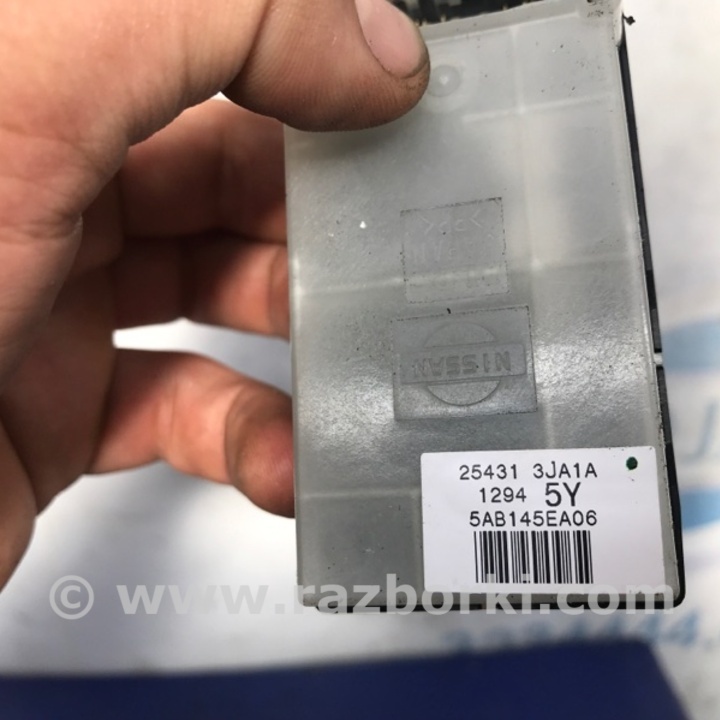 NISSAN
25431 3JA1A
1294 5Y
5AB145EA06
© www.razborki.com